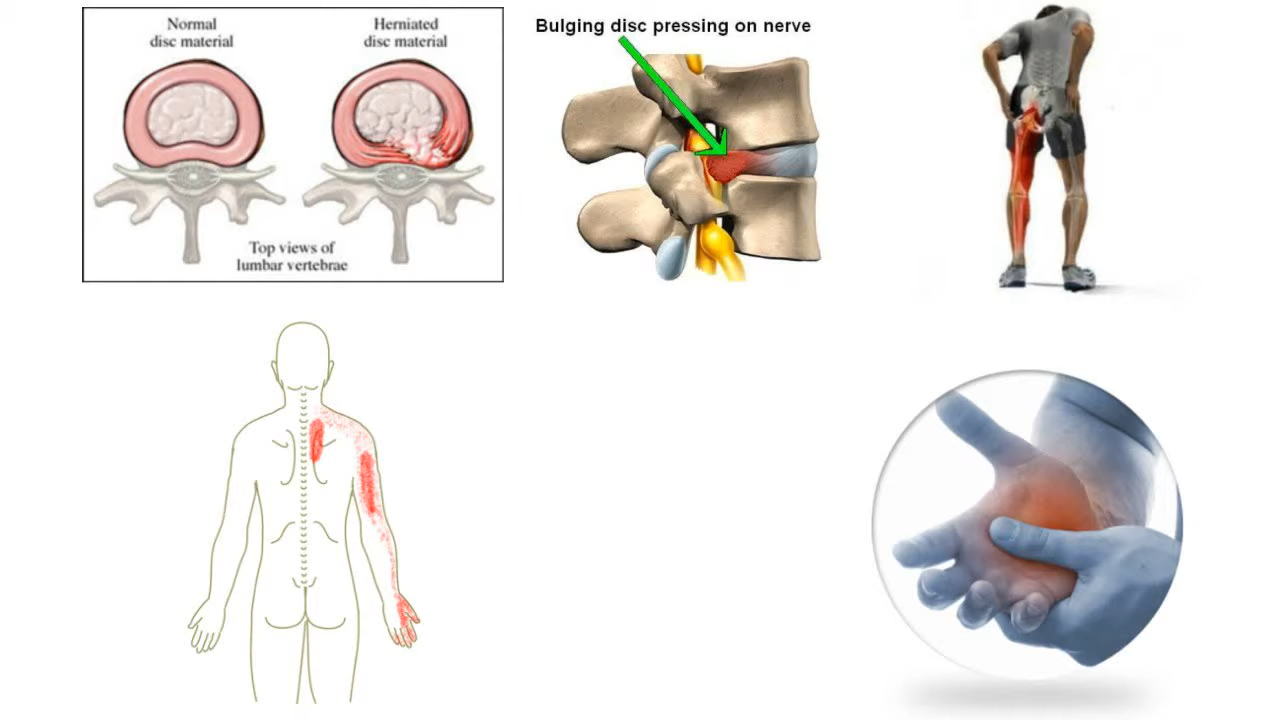 Normal
disc material
Herniated
disc material
Top views of
lumbar vertebrae
Bulging disc pressing on nerve